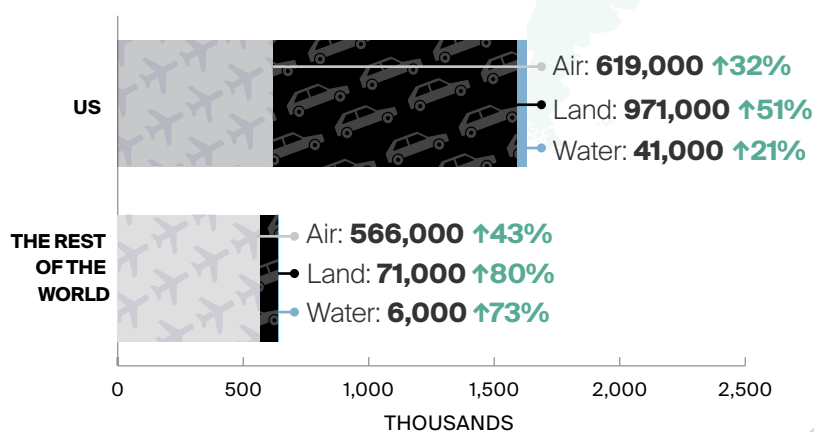 US
Air: 619,000 ↑32%
Land: 971,000 ↑51%
Water: 41,000 ↑21%
THE REST
OF THE
WORLD
Air: 566,000 ↑43%
Land: 71,000 ↑80%
Water: 6,000 ↑73%
0 500 1,000 1,500 2,000 2,500
THOUSANDS